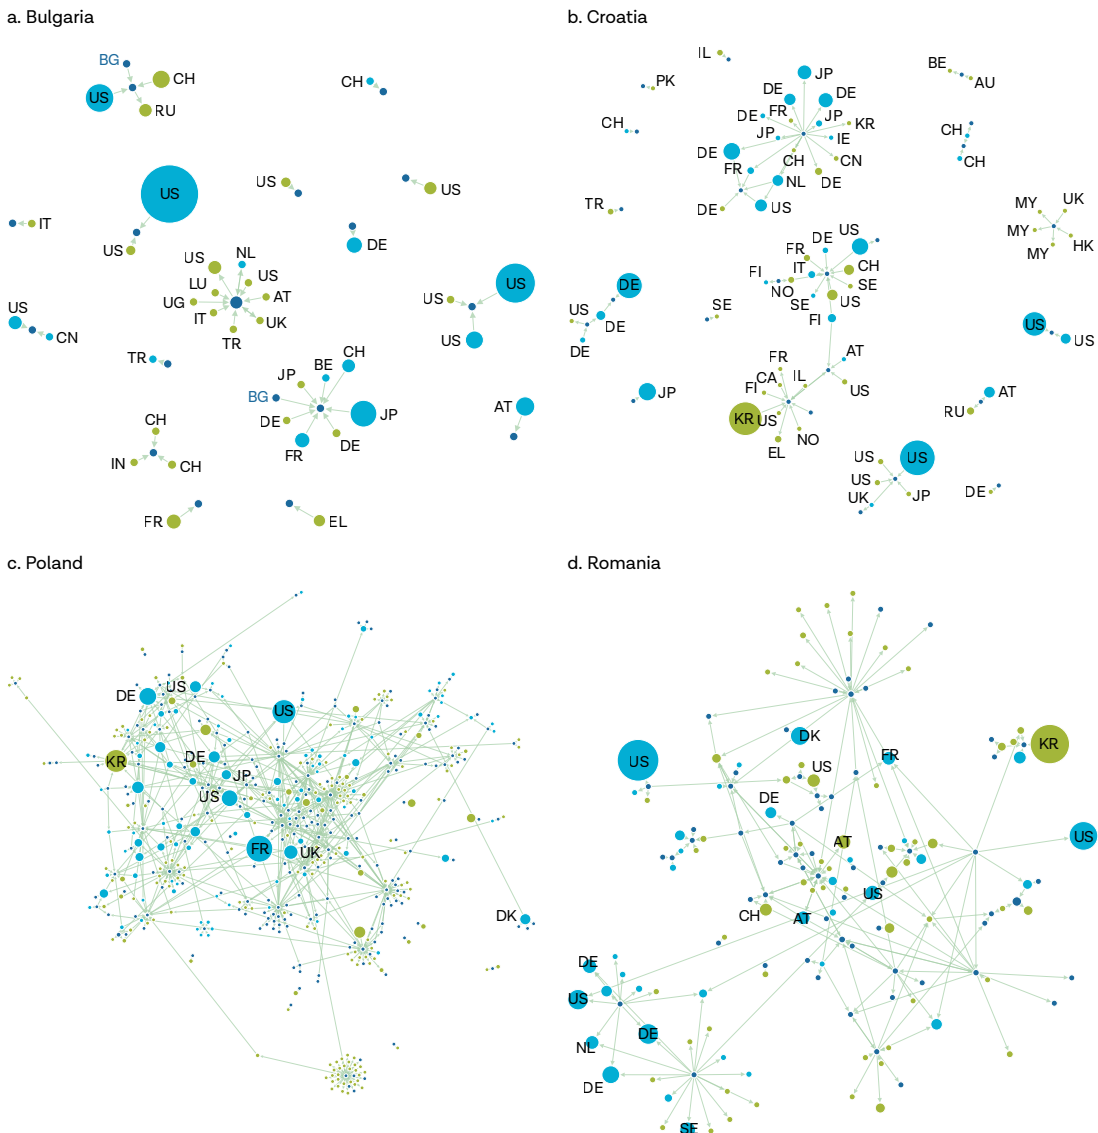 a. Bulgaria
BG
CH
US
RU
CH
US
US
US
US
IT
DE
US
NL
US
LU
AT
UG
IT
UK
TR
US
US
US
US
CN
TR
CH
BE
JP
BG
JP
DE
DE
FR
AT
CH
IN
CH
FR
EL
b. Croatia
IL
PK
JP
DE
DE
BE
AU
DE
FR
JP
KR
CH
JP
IE
CH
CH
DE
CH
CN
FR
DE
NL
DE
US
TR
MY
UK
MY
MY
HK
DE
US
FR
FI
IT
CH
NO
SE
SE
US
FI
DE
US
DE
DE
SE
US
US
FR
AT
CA
IL
FI
US
KR
US
NO
EL
JP
AT
RU
US
US
US
UK
JP
DE
c. Poland
DE
US
US
KR
DE
JP
US
FR
UK
DK
d. Romania
US
DK
FR
KR
US
DE
US
AT
US
CH
AT
DE
US
DE
NL
DE
SE